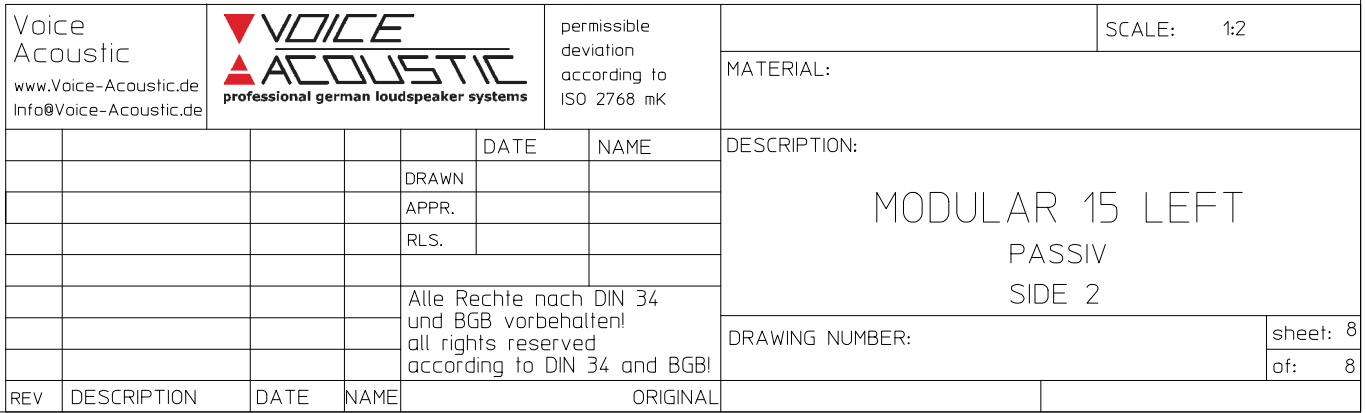 Voice
Acoustic
www.Voice-Acoustic.de
Info@Voice-Acoustic.de
VOICE
ACOUSTIC
professional german loudspeaker systems
permissible
deviation
according to
ISO 2768 mK
SCALE: 1:2
MATERIAL:
DATE NAME
DRAWN
APPR.
RLS.
DESCRIPTION:
MODULAR 15 LEFT
PASSIV
SIDE 2
Alle Rechte nach DIN 34
und BGB vorbehalten!
all rights reserved
according to DIN 34 and BGB!
DRAWING NUMBER:
sheet: 8
of: 8
REV DESCRIPTION DATE NAME ORIGINAL